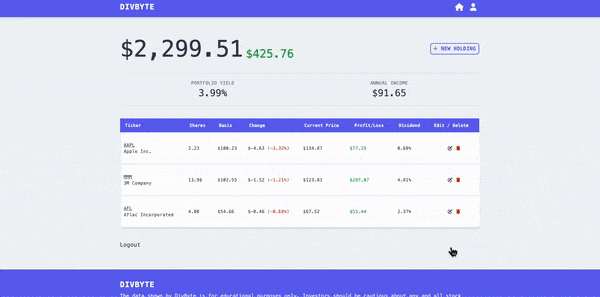 DIVBYTE
$2,299.51 $425.76
+ NEW HOLDING
PORTFOLIO YIELD
3.99%
ANNUAL INCOME
$91.65
Ticker Shares Basis Change Current Price Profit/Loss Dividend Edit / Delete
AAPL
Apple Inc.
2.23 $100.23 $-4.63 (-3.32%) $134.87 $77.25 0.60%
MMM
3M Company
13.96 $102.55 $-1.52 (-1.21%) $123.63 4.81%
AFL
Aflac Incorporated
4.00 $54.66 $-0.46 (-0.68%) $67.52 $51.44 2.37%
Logout
DIVBYTE
The data shown by DivByte is for educational purposes only. Investors should be cautious about any and all stock